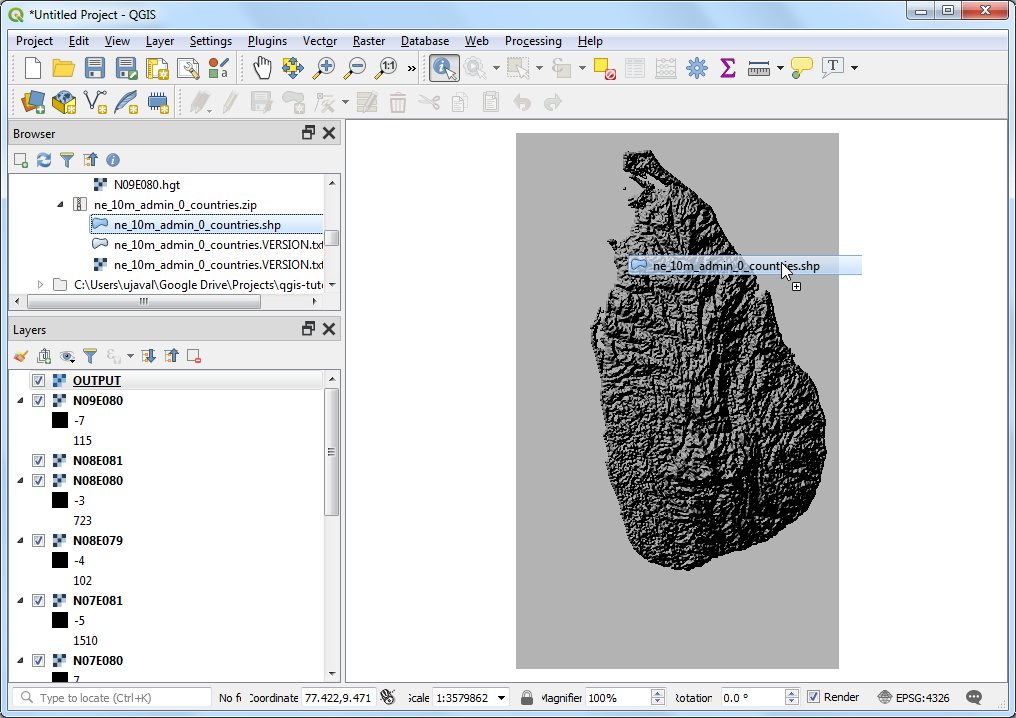 *Untitled Project - QGIS
Project Edit View Layer Settings Plugins Vector Raster Database Web Processing Help
1:1 »
T
Browser
N09E080.hgt
ne_10m_admin_0_countries.zip
ne_10m_admin_0_countries.shp
ne_10m_admin_0_countries.VERSION.txt
ne_10m_admin_0_countries.VERSION.txt
C:\Users\ujaval\Google Drive\Projects\qgis-tuto
ne_10m_admin_0_countries.shp
Layers
OUTPUT
N09E080
-7
115
N08E081
N08E080
-3
723
N08E079
-4
102
N07E081
-5
1510
N07E080
7
Type to locate (Ctrl+K) No fi Coordinate 77.422,9.471 Scale 1:3579862 Magnifier 100% Rotation 0.0 ° Render EPSG:4326